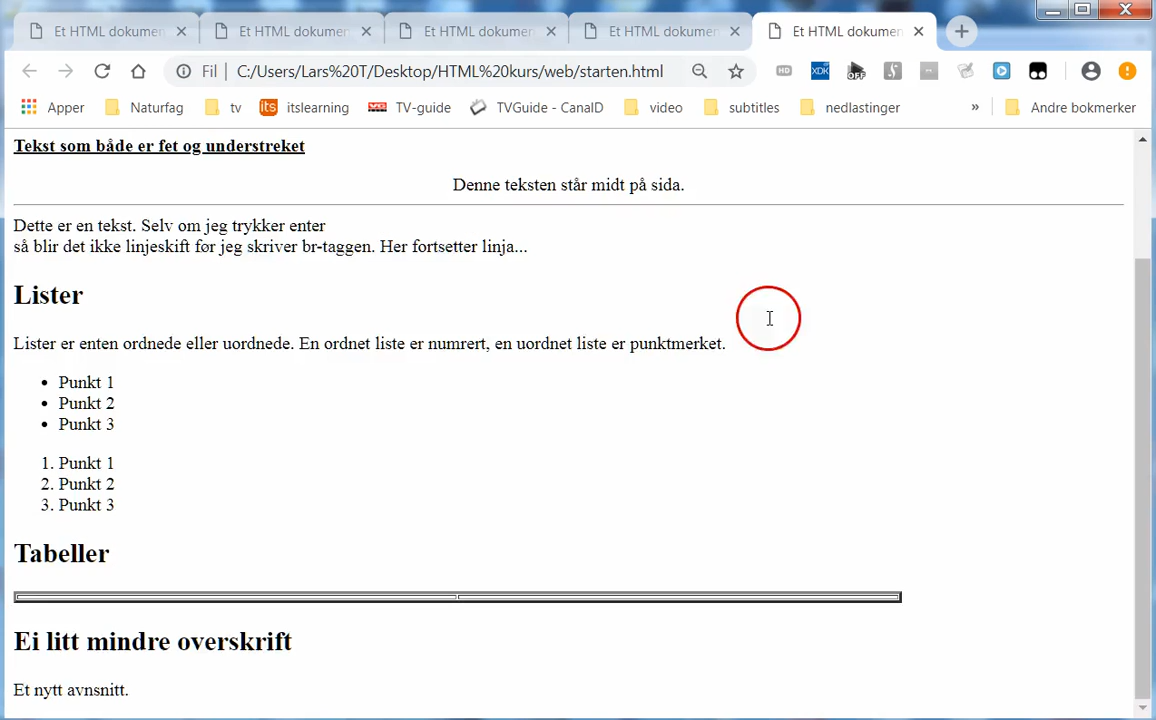 Et HTML dokumen
Et HTML dokumen
Et HTML dokumen
Et HTML dokumen
Et HTML dokumen
Fil
C:/Users/Lars%20T/Desktop/HTML%20kurs/web/starten.html
HD
XDK
OFF
Apper
Naturfag
tv
its
itslearning
TV-guide
TVGuide - CanalD
video
subtitles
nedlastinger
»
Andre bokmerker
Tekst som både er fet og understreket
Denne teksten står midt på sida.
Dette er en tekst. Selv om jeg trykker enter
så blir det ikke linjeskift før jeg skriver br-taggen. Her fortsetter linja...
Lister
Lister er enten ordnede eller uordnede. En ordnet liste er numrert, en uordnet liste er punktmerket.
• Punkt 1
• Punkt 2
• Punkt 3
1. Punkt 1
2. Punkt 2
3. Punkt 3
Tabeller
Ei litt mindre overskrift
Et nytt avnsnitt.